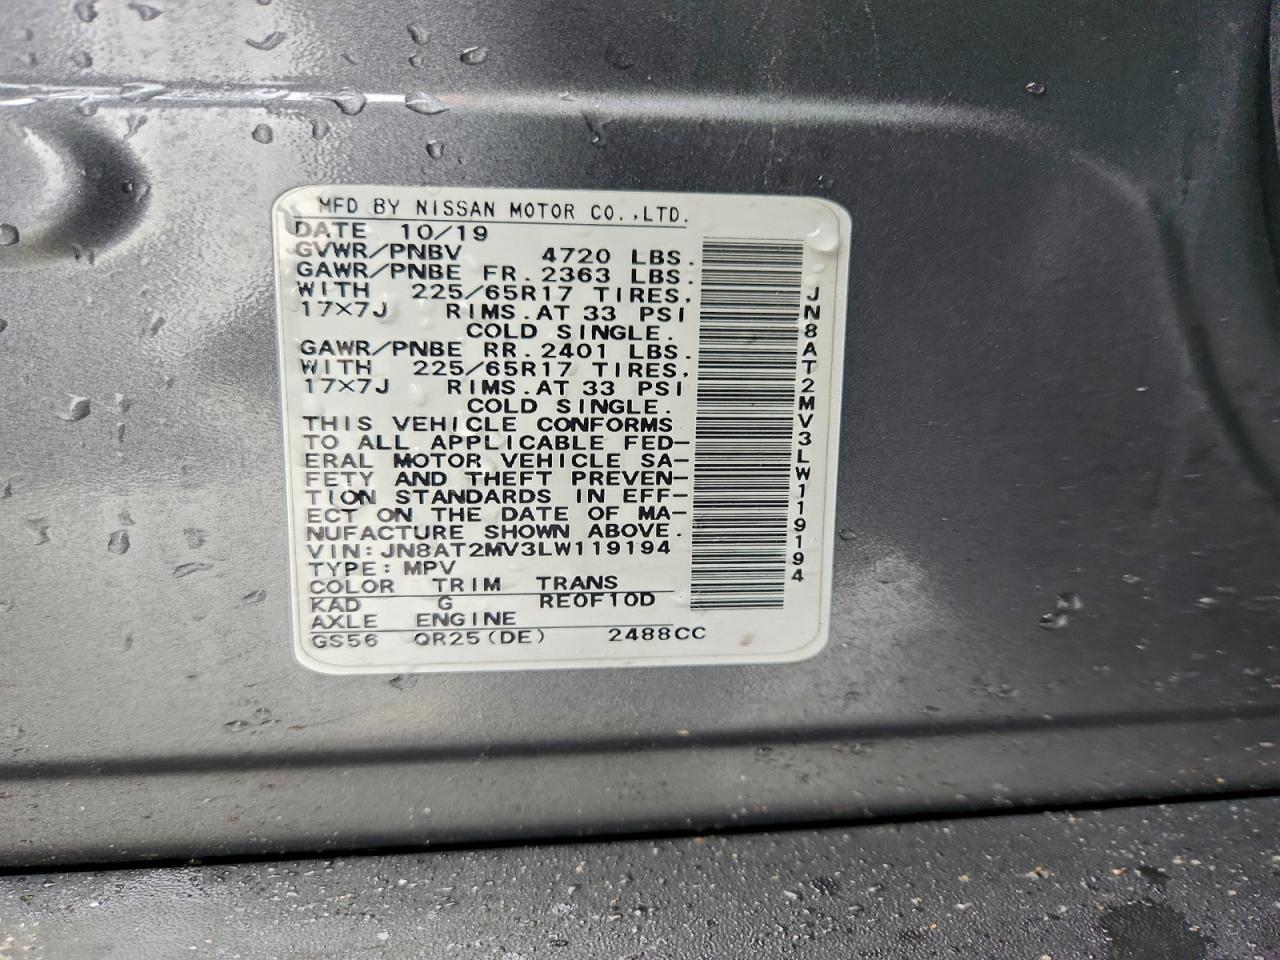 MFD BY NISSAN MOTOR CO.,LTD.
DATE 10/19
GVWR/PNBV 4720 LBS.
GAWR/PNBE FR. 2363 LBS.
WITH 225/65R17 TIRES,
17×7J RIMS. AT 33 PSI
COLD SINGLE.
GAWR/PNBE RR. 2401 LBS.
WITH 225/65R17 TIRES,
17×7J RIMS. AT 33 PSI
COLD SINGLE.
THIS VEHICLE CONFORMS
TO ALL APPLICABLE FED-
ERAL MOTOR VEHICLE SA-
FETY AND THEFT PREVEN-
TION STANDARDS IN EFF-
ECT ON THE DATE OF MA-
NUFACTURE SHOWN ABOVE.
VIN: JN8AT2MV3LW119194
TYPE: MPV
COLOR TRIM TRANS
KAD G RE0F10D
AXLE ENGINE
GS56 QR25(DE) 2488CC
JN8AT2MV3LW119194